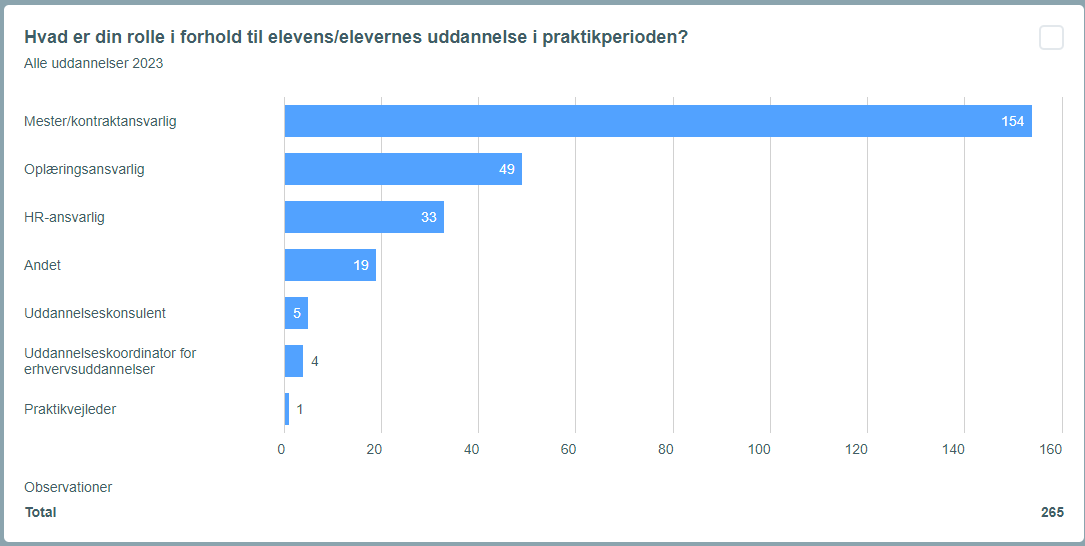 Hvad er din rolle i forhold til elevens/elevernes uddannelse i praktikperioden?
Alle uddannelser 2023
Mester/kontraktansvarlig 154
Oplæringsansvarlig 49
HR-ansvarlig 33
Andet 19
Uddannelseskonsulent 5
Uddannelseskoordinator for
erhvervsuddannelser 4
Praktikvejleder 1
0 20 40 60 80 100 120 140 160
Observationer
Total 265